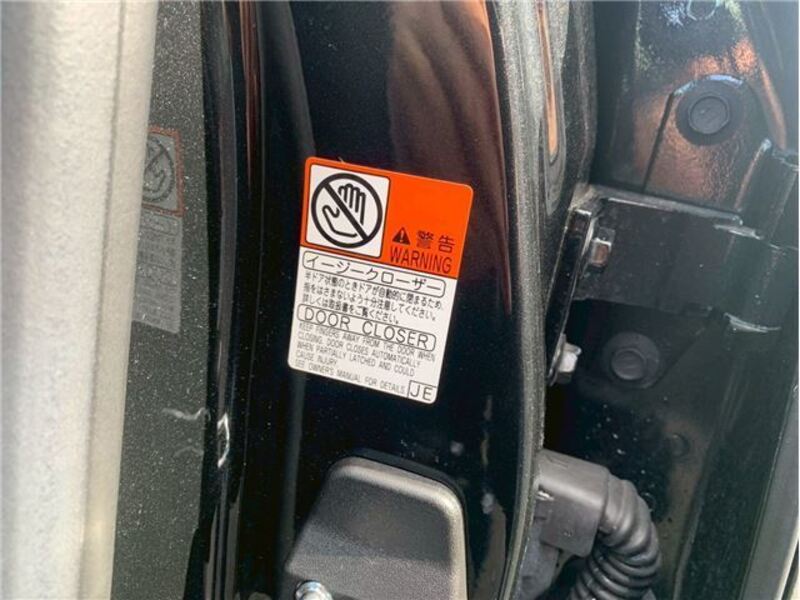 警告
WARNING
イージークローザー
半ドア状態のときドアが自動的に閉まるため、
指をはさまないよう十分注意してください。
詳しくは取扱書をご覧ください。
DOOR CLOSER
KEEP FINGERS AWAY FROM THE DOOR WHEN
CLOSING. DOOR CLOSES AUTOMATICALLY
WHEN PARTIALLY LATCHED AND COULD
CAUSE INJURY.
SEE OWNER'S MANUAL FOR DETAILS.
JE